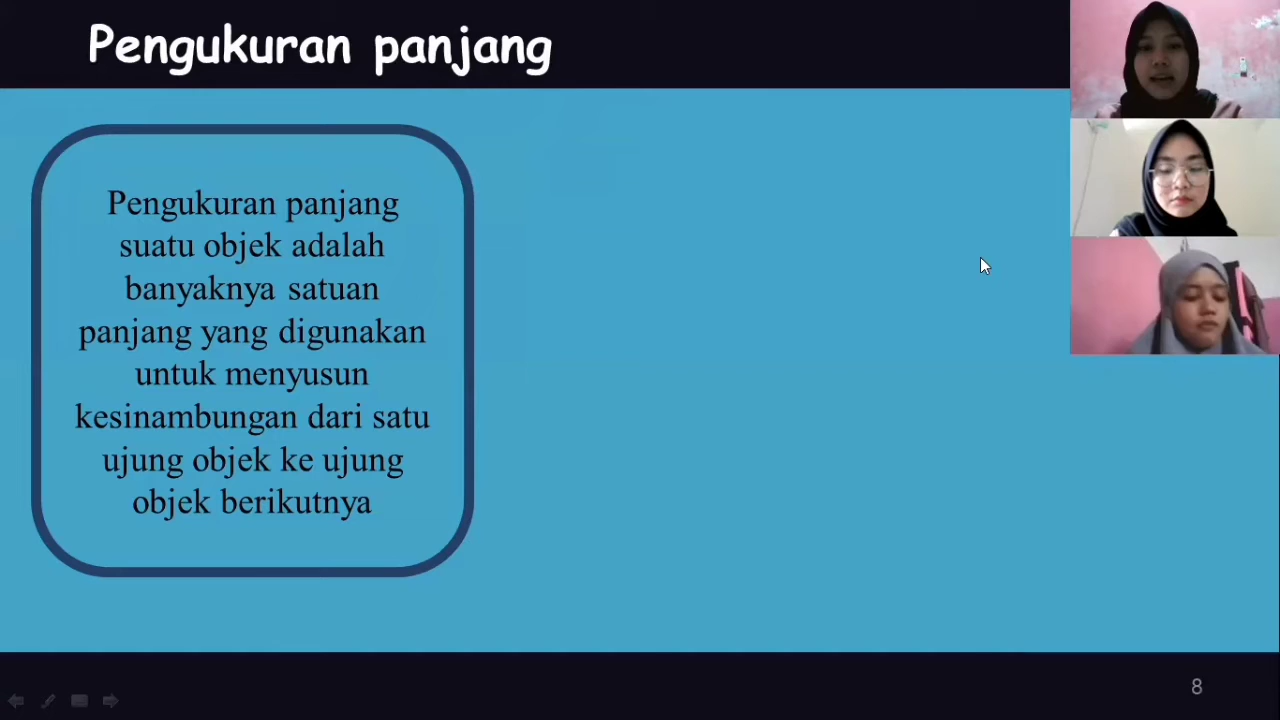 Pengukuran panjang
Pengukuran panjang
suatu objek adalah
banyaknya satuan
panjang yang digunakan
untuk menyusun
kesinambungan dari satu
ujung objek ke ujung
objek berikutnya
8